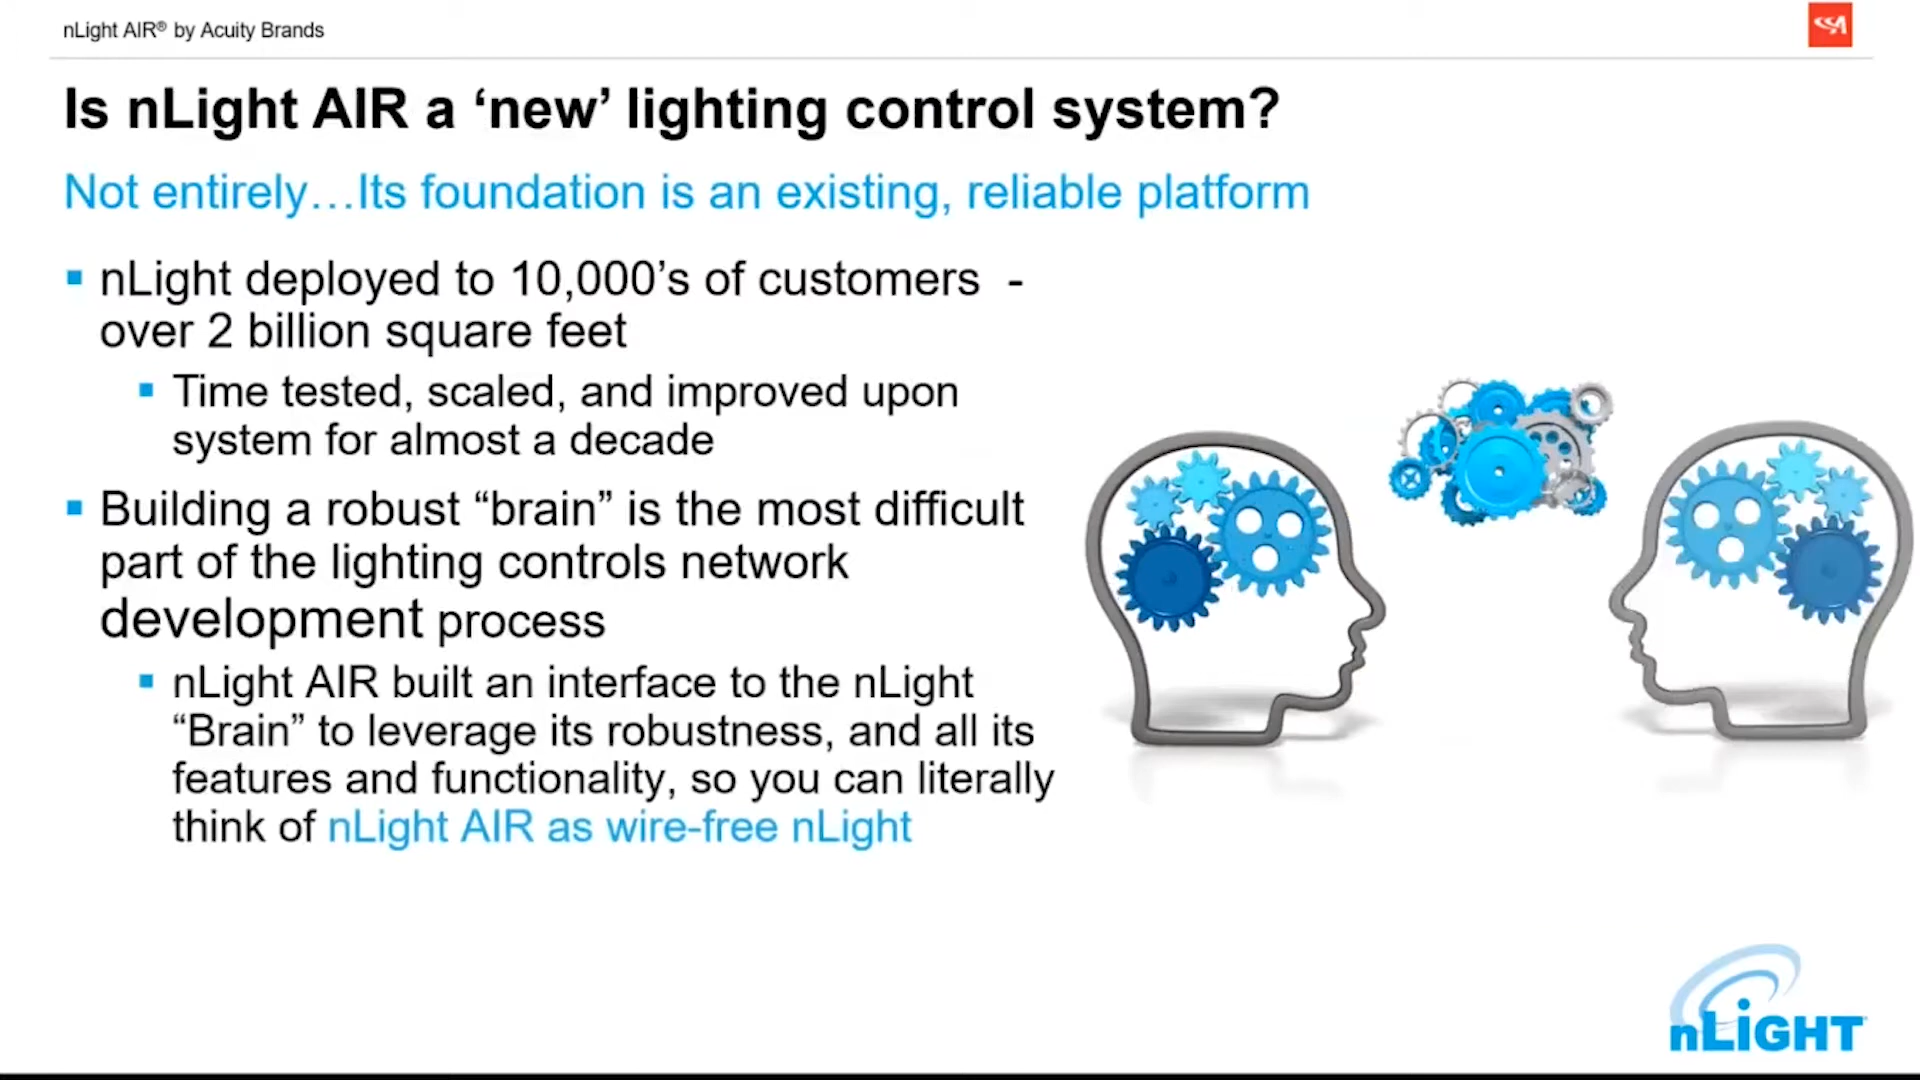 nLight AIR® by Acuity Brands
Is nLight AIR a ‘new’ lighting control system?
Not entirely…Its foundation is an existing, reliable platform
nLight deployed to 10,000’s of customers -
over 2 billion square feet
Time tested, scaled, and improved upon
system for almost a decade
Building a robust “brain” is the most difficult
part of the lighting controls network
development process
nLight AIR built an interface to the nLight
“Brain” to leverage its robustness, and all its
features and functionality, so you can literally
think of nLight AIR as wire-free nLight
nLIGHT